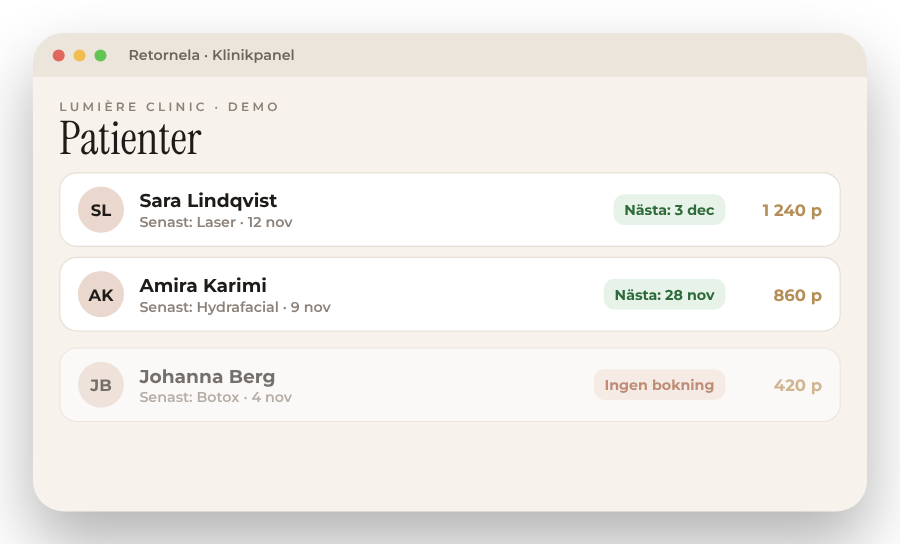 Retornela · Klinikpanel
LUMIÈRE CLINIC · DEMO
Patienter
SL
Sara Lindqvist
Senast: Laser · 12 nov
Nästa: 3 dec
1 240 p
AK
Amira Karimi
Senast: Hydrafacial · 9 nov
Nästa: 28 nov
860 p
JB
Johanna Berg
Senast: Botox · 4 nov
Ingen bokning
420 p